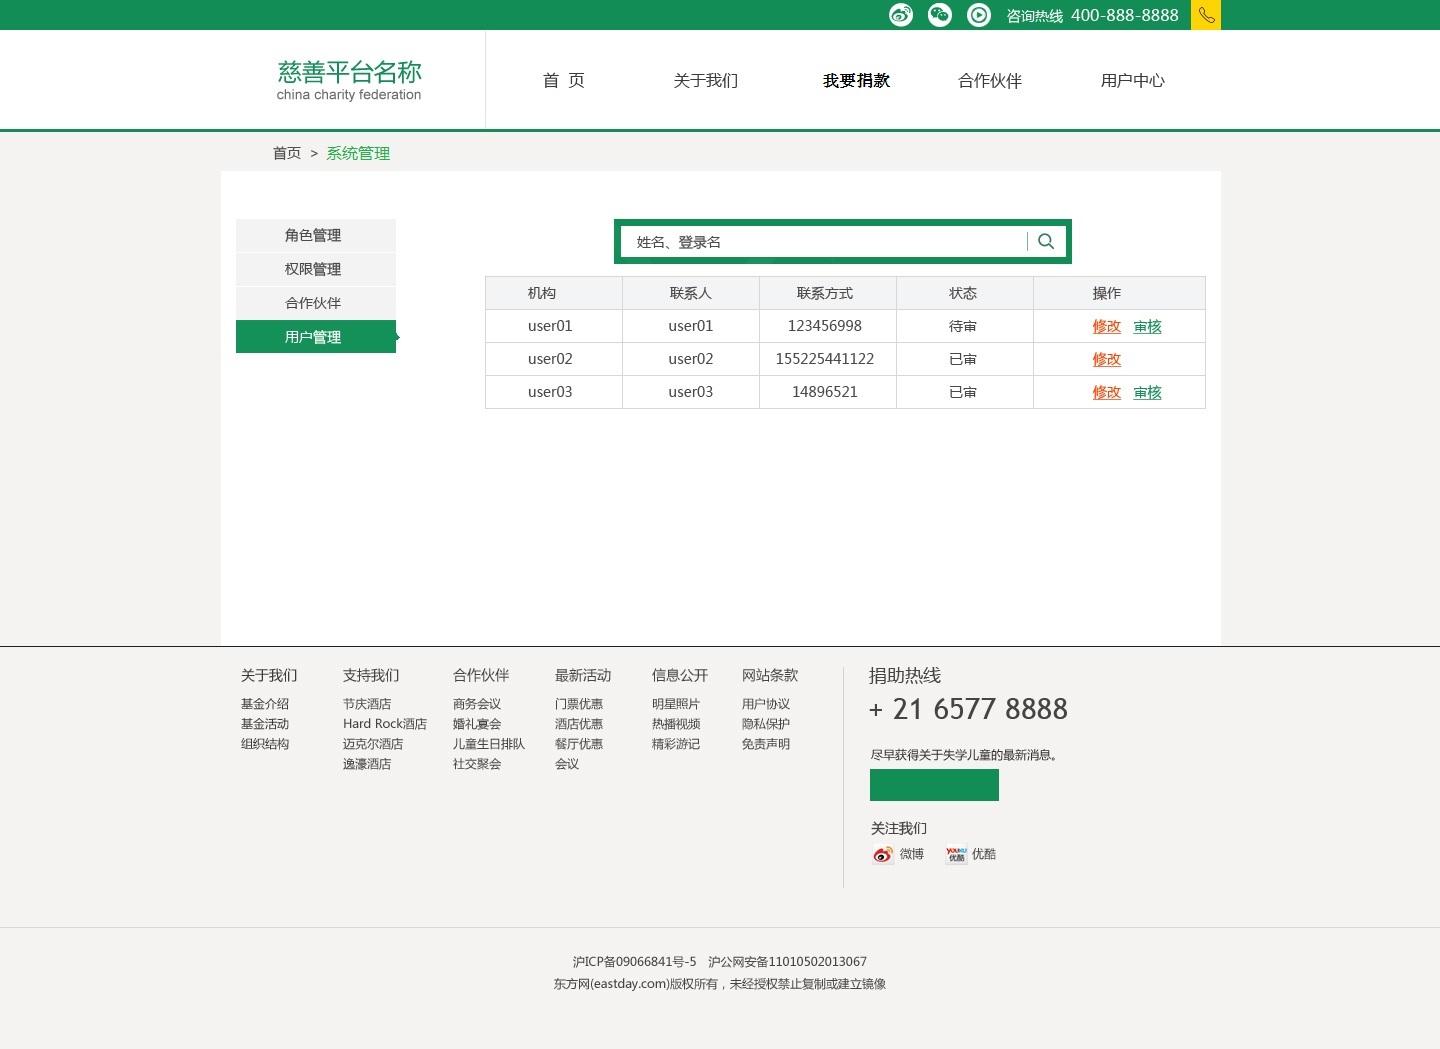 咨询热线 400-888-8888
慈善平台名称
china charity federation
首 页 关于我们 我要捐款 合作伙伴 用户中心
首页 > 系统管理
角色管理
权限管理
合作伙伴
用户管理
姓名、登录名
机构 联系人 联系方式 状态 操作
user01 user01 123456998 待审 修改 审核
user02 user02 155225441122 已审 修改
user03 user03 14896521 已审 修改 审核
关于我们
基金介绍
基金活动
组织结构
支持我们
节庆酒店
Hard Rock酒店
迈克尔酒店
逸濠酒店
合作伙伴
商务会议
婚礼宴会
儿童生日排队
社交聚会
最新活动
门票优惠
酒店优惠
餐厅优惠
会议
信息公开
明星照片
热播视频
精彩游记
网站条款
用户协议
隐私保护
免责声明
捐助热线
+ 21 6577 8888
尽早获得关于失学儿童的最新消息。
关注我们
微博 YOUKU 优酷 优酷
沪ICP备09066841号-5 沪公网安备11010502013067
东方网(eastday.com)版权所有，未经授权禁止复制或建立镜像